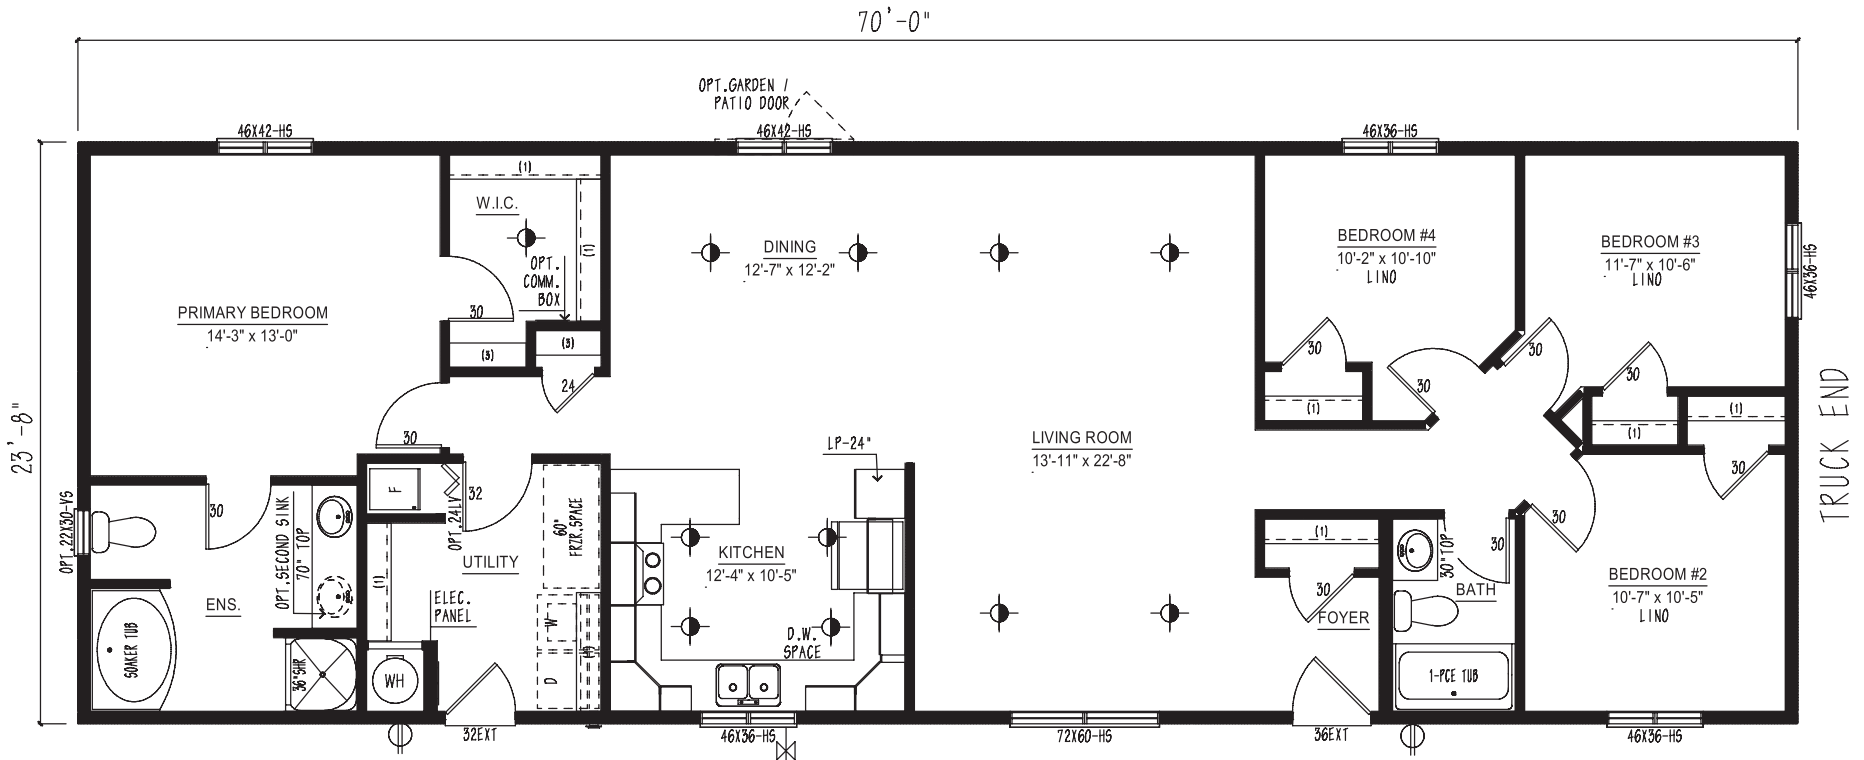 70'-0"
OPT.GARDEN /
PATIO DOOR
46X42-HS
46X42-HS
46X36-HS
(1)
W.I.C.
(1)
OPT.
COMM.
BOX
30
(3)
(3)
24
PRIMARY BEDROOM
14'-3" x 13'-0"
30
DINING
12'-7" x 12'-2"
BEDROOM #4
10'-2" x 10'-10"
LINO
30
30
(1)
BEDROOM #3
11'-7" x 10'-6"
LINO
46X36-HS
30
30
(1)
(1)
30
23'-8"
TRUCK END
LIVING ROOM
13'-11" x 22'-8"
LP-24"
OPT.22X30-VS
30
OPT.SECOND SINK
70" TOP
ENS.
SOAKER TUB
36"SHR
F
OPT.24LV
32
UTILITY
60"
FRZR.SPACE
(1)
ELEC.
PANEL
WH
W
D
(1)
KITCHEN
12'-4" x 10'-5"
D.W.
SPACE
(1)
30
FOYER
30"TOP
30
BATH
1-PCE TUB
30
BEDROOM #2
10'-7" x 10'-5"
LINO
32EXT
46X36-HS
72X60-HS
36EXT
46X36-HS